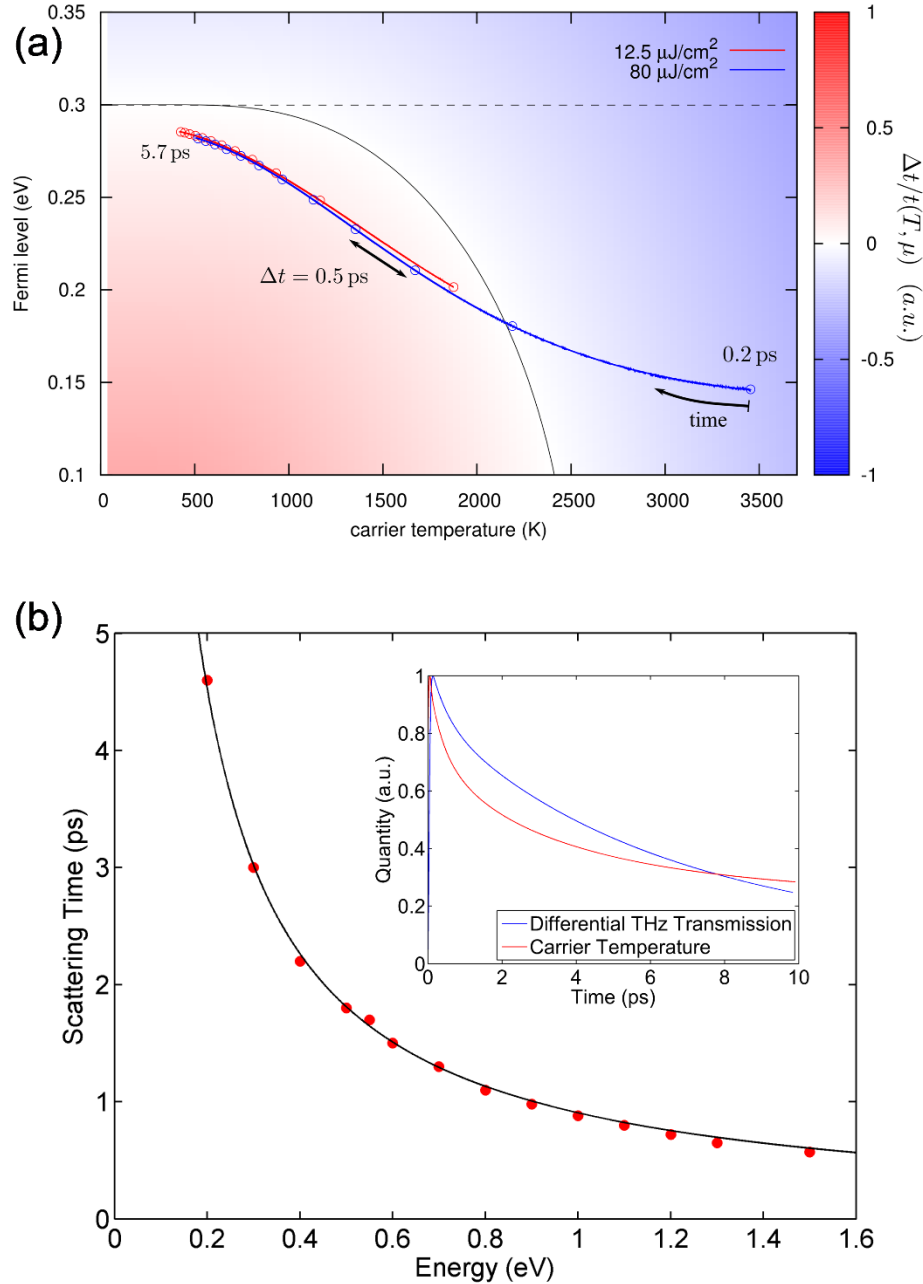 (a)
0.35
0.3
0.25
0.2
0.15
0.1
Fermi level (eV)
12.5 μJ/cm²
80 μJ/cm²
5.7 ps
Δt = 0.5 ps
0.2 ps
time
0 500 1000 1500 2000 2500 3000 3500
carrier temperature (K)
1
0.5
0
-0.5
-1
Δt/t(T, μ) (a.u.)
(b)
5
4
3
2
1
0
Scattering Time (ps)
0 0.2 0.4 0.6 0.8 1 1.2 1.4 1.6
Energy (eV)
1
0.8
0.6
0.4
0.2
0
Quantity (a.u.)
Differential THz Transmission
Carrier Temperature
0 2 4 6 8 10
Time (ps)